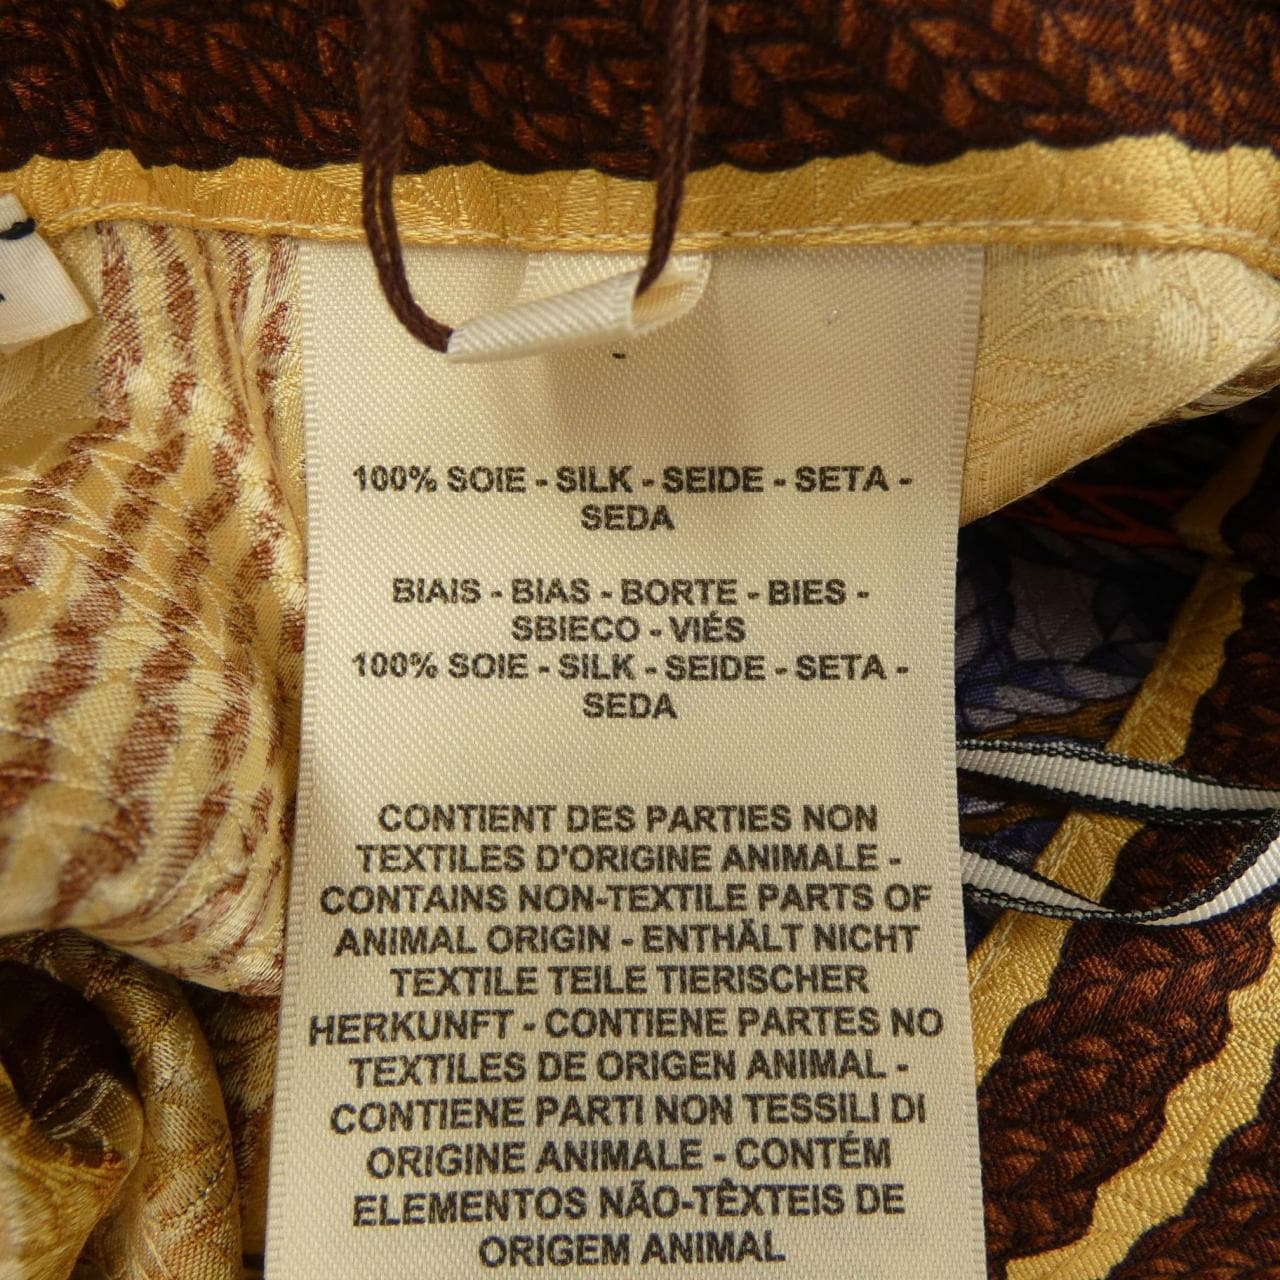 100% SOIE - SILK - SEIDE - SETA -
SEDA
BIAIS - BIAS - BORTE - BIES -
SBIECO - VIÉS
100% SOIE - SILK - SEIDE - SETA -
SEDA
CONTIENT DES PARTIES NON
TEXTILES D'ORIGINE ANIMALE -
CONTAINS NON-TEXTILE PARTS OF
ANIMAL ORIGIN - ENTHÄLT NICHT
TEXTILE TEILE TIERISCHER
HERKUNFT - CONTIENE PARTES NO
TEXTILES DE ORIGEN ANIMAL -
CONTIENE PARTI NON TESSILI DI
ORIGINE ANIMALE - CONTÉM
ELEMENTOS NÃO-TÊXTEIS DE
ORIGEM ANIMAL